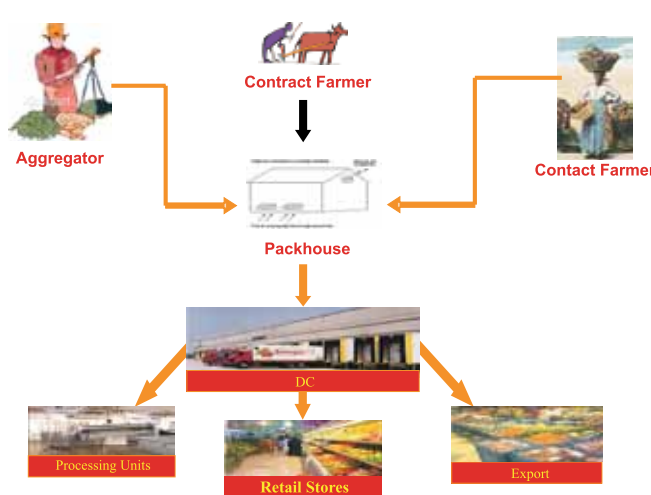 Contract Farmer
Aggregator
Contact Farmer
Packhouse
DC
Processing Units
Retail Stores
Export